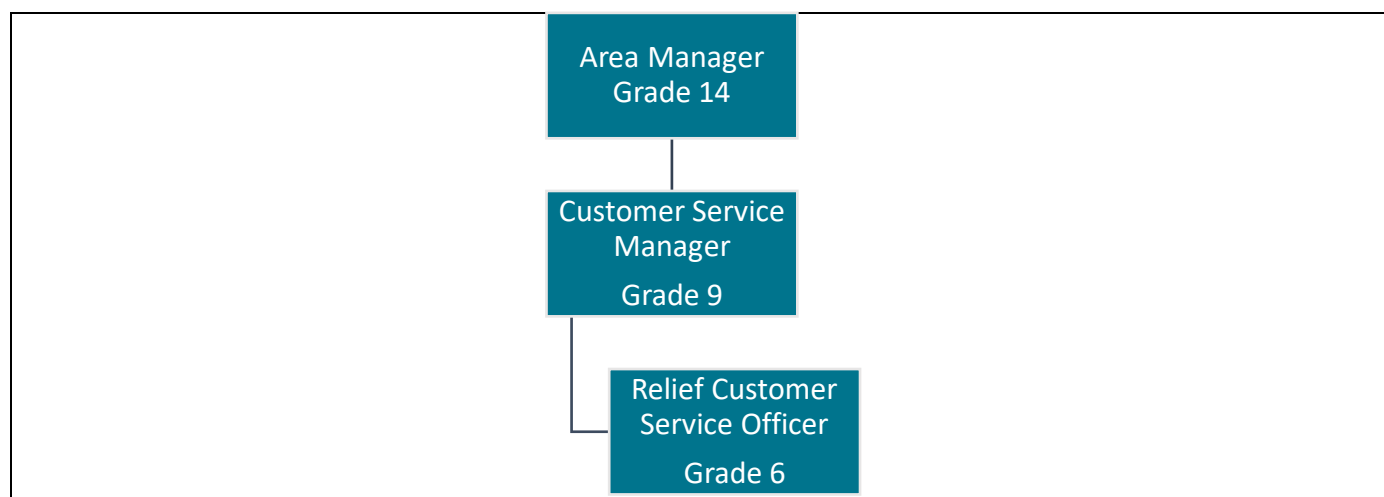 Area Manager
Grade 14
Customer Service
Manager
Grade 9
Relief Customer
Service Officer
Grade 6